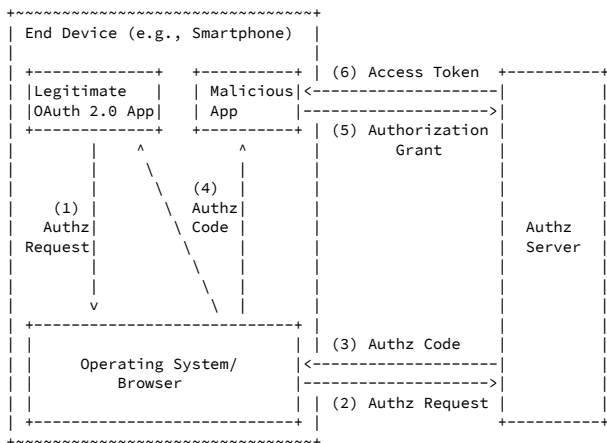 End Device (e.g., Smartphone)
(6) Access Token
Legitimate Malicious
OAuth 2.0 App App
(5) Authorization
Grant
(4)
(1) Authz
Authz Code Authz
Request Server
(3) Authz Code
Operating System/
Browser
(2) Authz Request